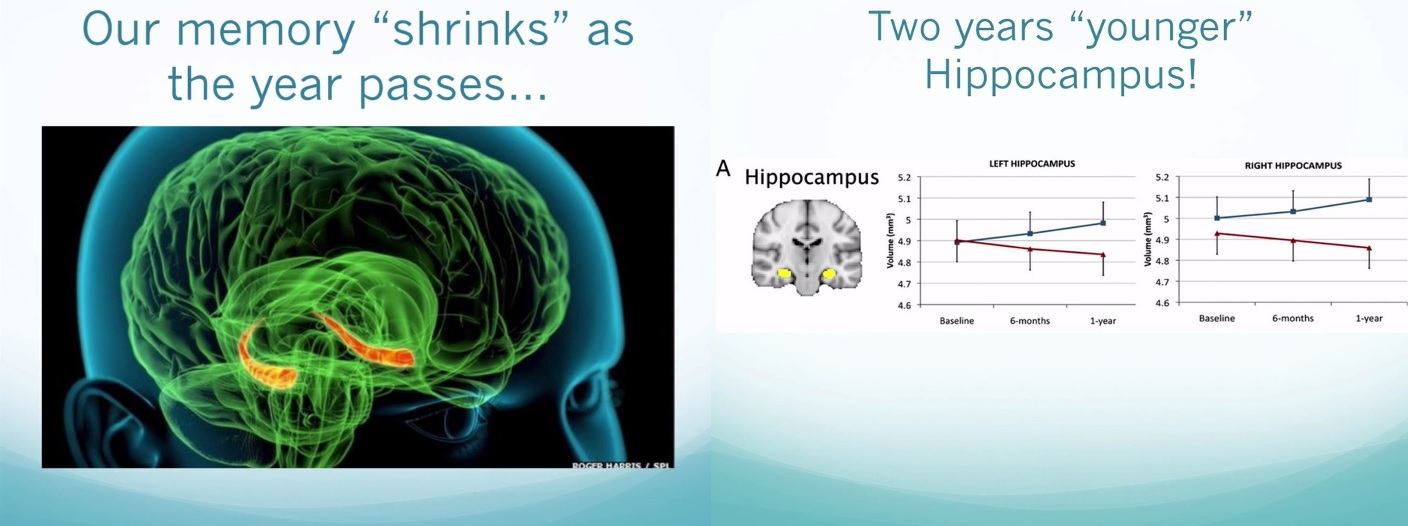 Our memory “shrinks” as
the year passes…
ROGER HARRIS / SPL
Two years “younger”
Hippocampus!
A
Hippocampus
LEFT HIPPOCAMPUS
5.2
5.1
5
4.9
4.8
4.7
4.6
Volume (mm³)
Baseline 6-months 1-year
RIGHT HIPPOCAMPUS
5.2
5.1
5
4.9
4.8
4.7
4.6
Volume (mm³)
Baseline 6-months 1-year